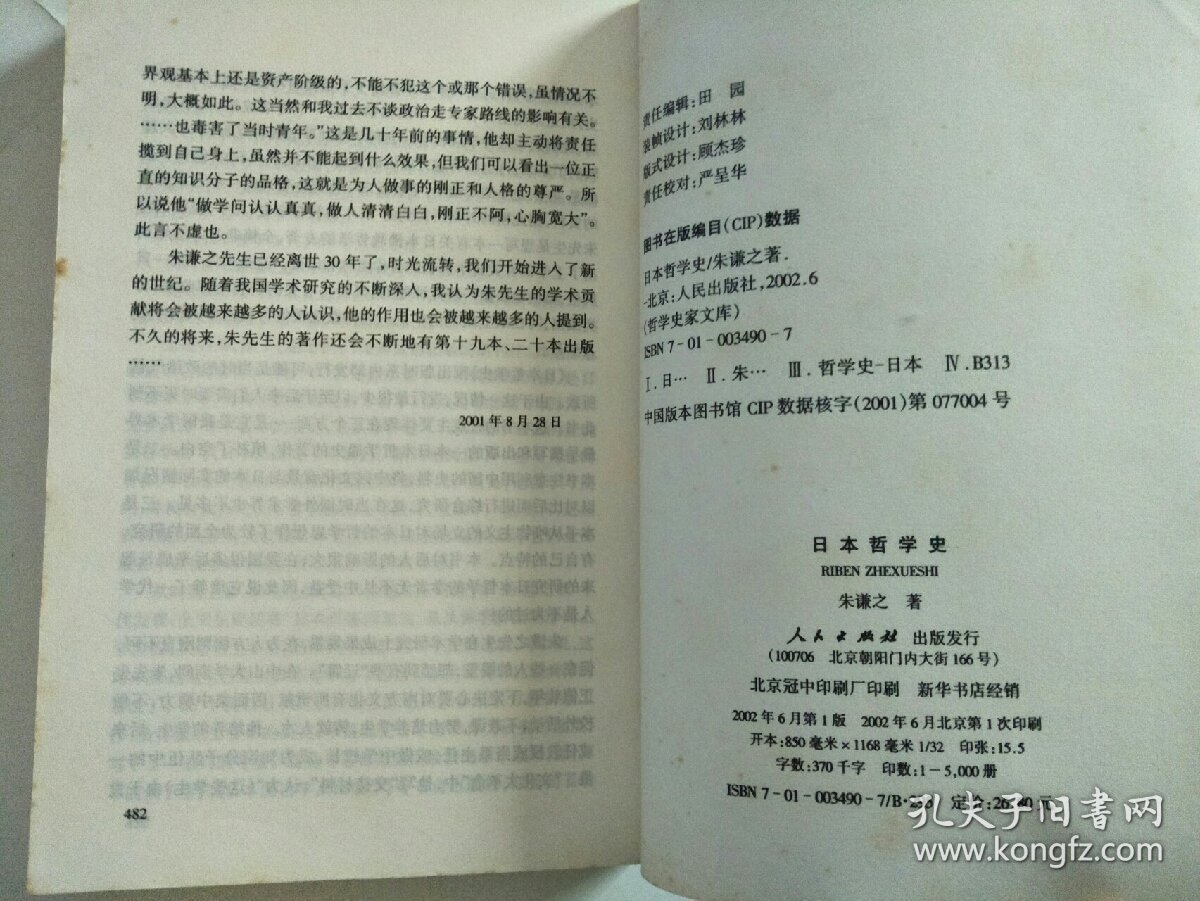 界观基本上还是资产阶级的，不能不犯这个或那个错误，虽情况不
明，大概如此。这当然和我过去不谈政治走专家路线的影响有关。
……也毒害了当时青年。”这是几十年前的事情，他却主动将责任
揽到自己身上，虽然并不能起到什么效果，但我们可以看出一位正
直的知识分子的品格，这就是为人做事的刚正和人格的尊严。所
以说他“做学问认认真真，做人清清白白，刚正不阿，心胸宽大”。
此言不虚也。
朱谦之先生已经离世30年了，时光流转，我们开始进入了新
的世纪。随着我国学术研究的不断深入，我认为朱先生的学术贡
献将会被越来越多的人认识，他的作用也会被越来越多的人提到。
不久的将来，朱先生的著作还会不断地有第十九本、二十本出版
……
2001年8月28日
482
责任编辑：田 园
装帧设计：刘林林
版式设计：顾杰珍
责任校对：严呈华
图书在版编目(CIP)数据
日本哲学史/朱谦之著．
-北京：人民出版社，2002.6
(哲学史家文库)
ISBN 7-01-003490-7
Ⅰ.日… Ⅱ.朱… Ⅲ.哲学史-日本 Ⅳ.B313
中国版本图书馆CIP数据核字(2001)第077004号
日本哲学史
RIBEN ZHEXUESHI
朱谦之 著
人民出版社 出版发行
(100706 北京朝阳门内大街166号)
北京冠中印刷厂印刷 新华书店经销
2002年6月第1版 2002年6月北京第1次印刷
开本：850毫米×1168毫米 1/32 印张：15.5
字数：370千字 印数：1-5,000册
ISBN 7-01-003490-7/B· 定价： 元
孔夫子旧书网
www.kongfz.com